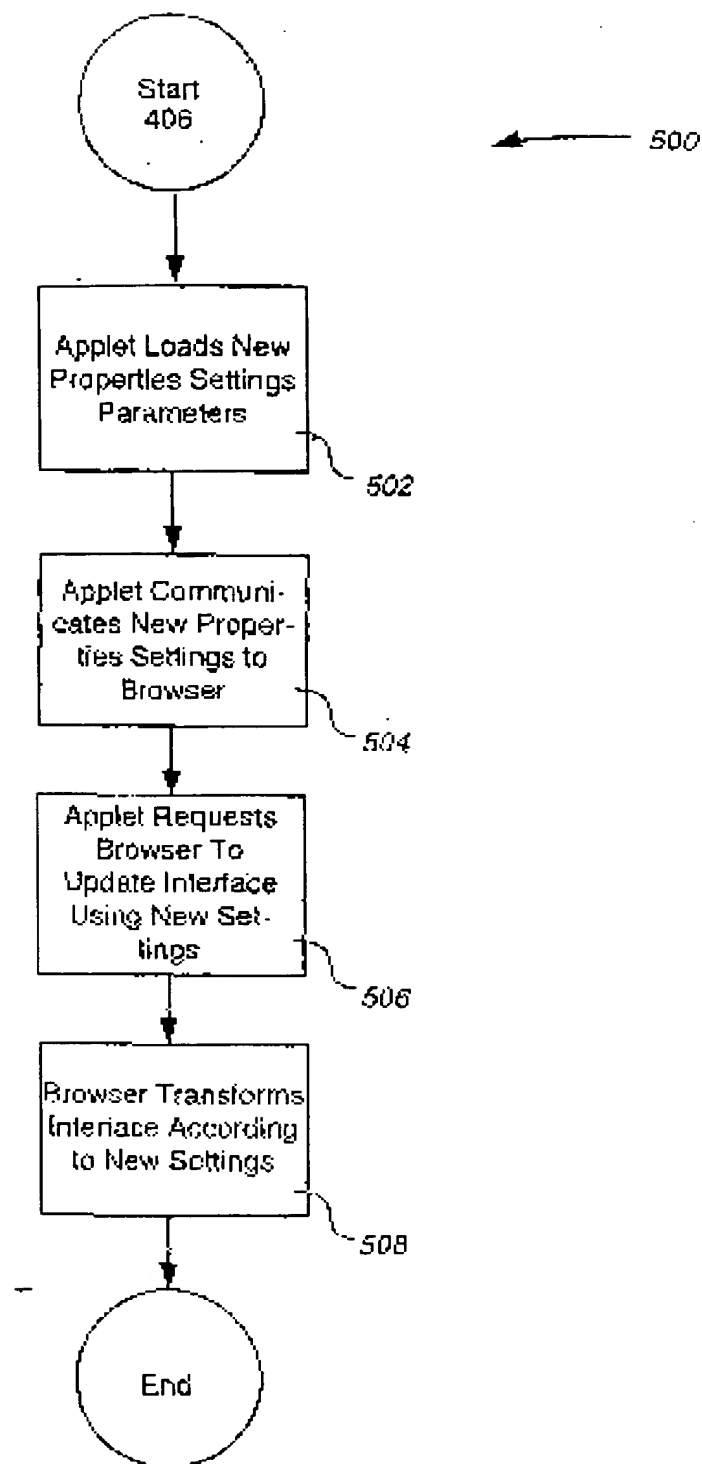 Start
406
500
Applet Loads New
Properties Settings
Parameters
502
Applet Communi-
cates New Proper-
ties Settings to
Browser
504
Applet Requests
Browser To
Update Interface
Using New Set-
tings
506
Browser Transforms
Interface According
to New Settings
508
End